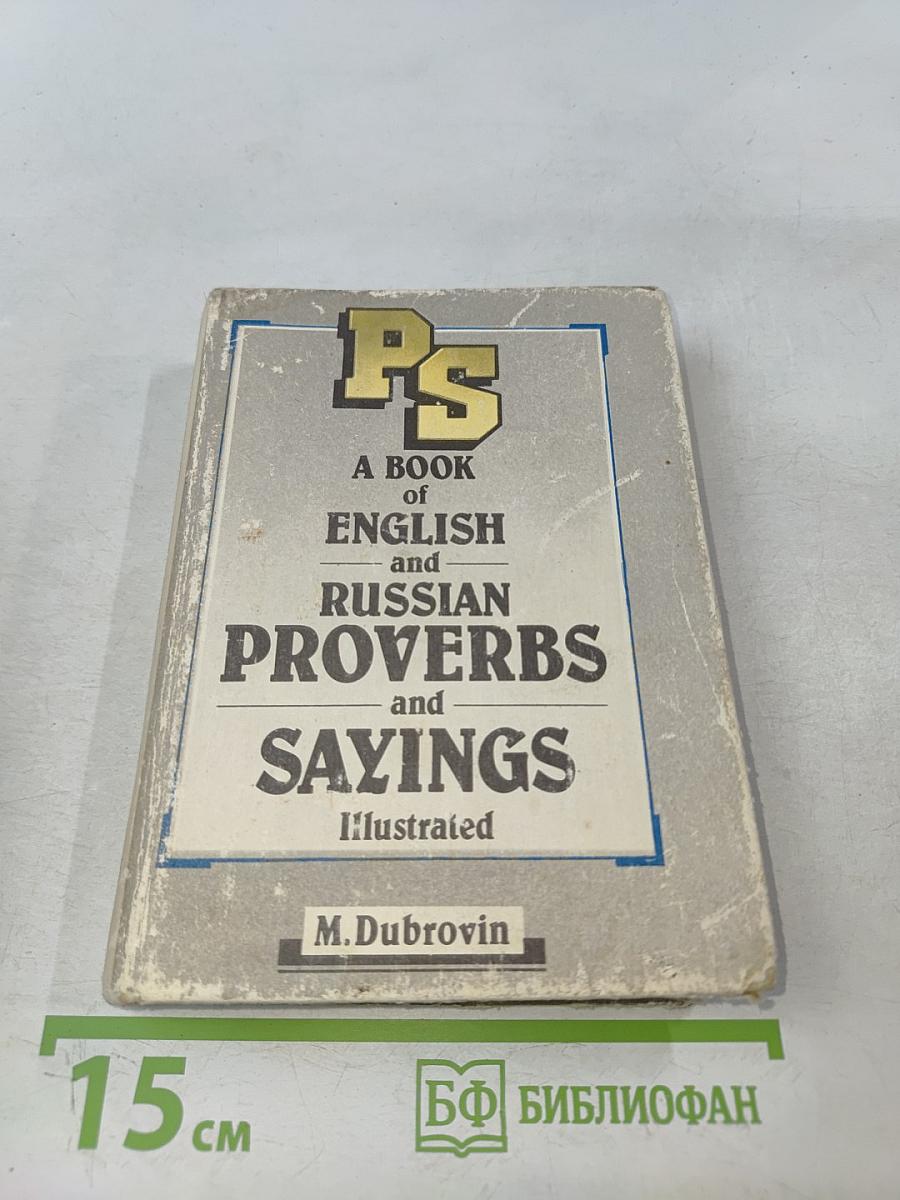 PS
A BOOK
of
ENGLISH
and
RUSSIAN
PROVERBS
and
SAYINGS
Illustrated
M. Dubrovin
15 см
БФ БИБЛИОФАН